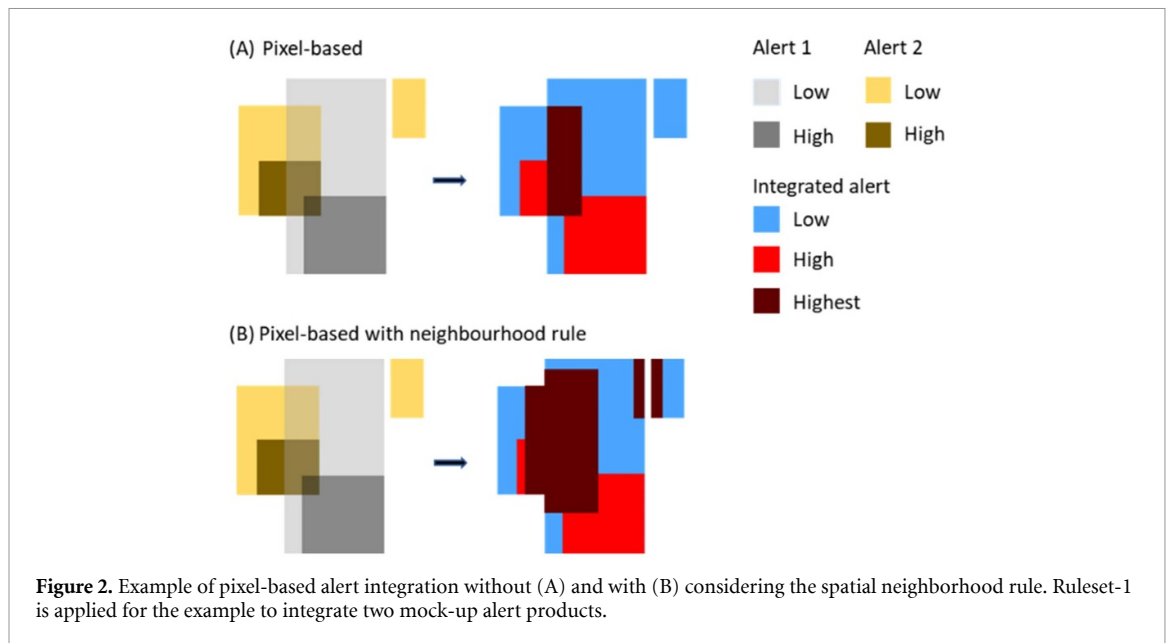 (A) Pixel-based
Alert 1
Alert 2
Low
Low
High
High
Integrated alert
Low
High
Highest
(B) Pixel-based with neighbourhood rule
Figure 2. Example of pixel-based alert integration without (A) and with (B) considering the spatial neighborhood rule. Ruleset-1
is applied for the example to integrate two mock-up alert products.